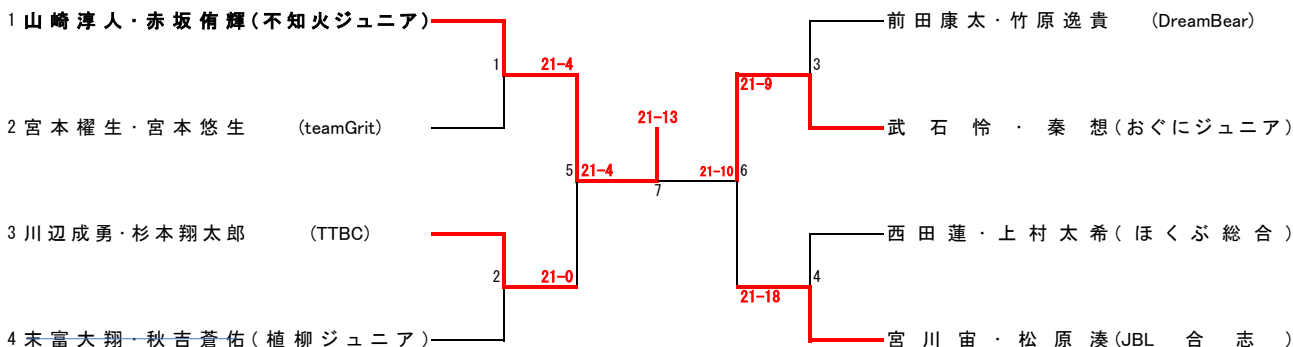 1 山崎淳人・赤坂侑輝(不知火ジュニア)
前田康太・竹原逸貴 (DreamBear)
1
21-4
21-9
3
2 宮本櫂生・宮本悠生 (teamGrit)
21-13
武石怜・秦想(おぐにジュニア)
5
21-4
7
21-10
6
3 川辺成勇・杉本翔太郎 (TTBC)
西田蓮・上村太希(ほくぶ総合)
2
21-0
21-18
4
4 末富大翔・秋吉蒼佑(植柳ジュニア)
宮川宙・松原湊(JBL合志)